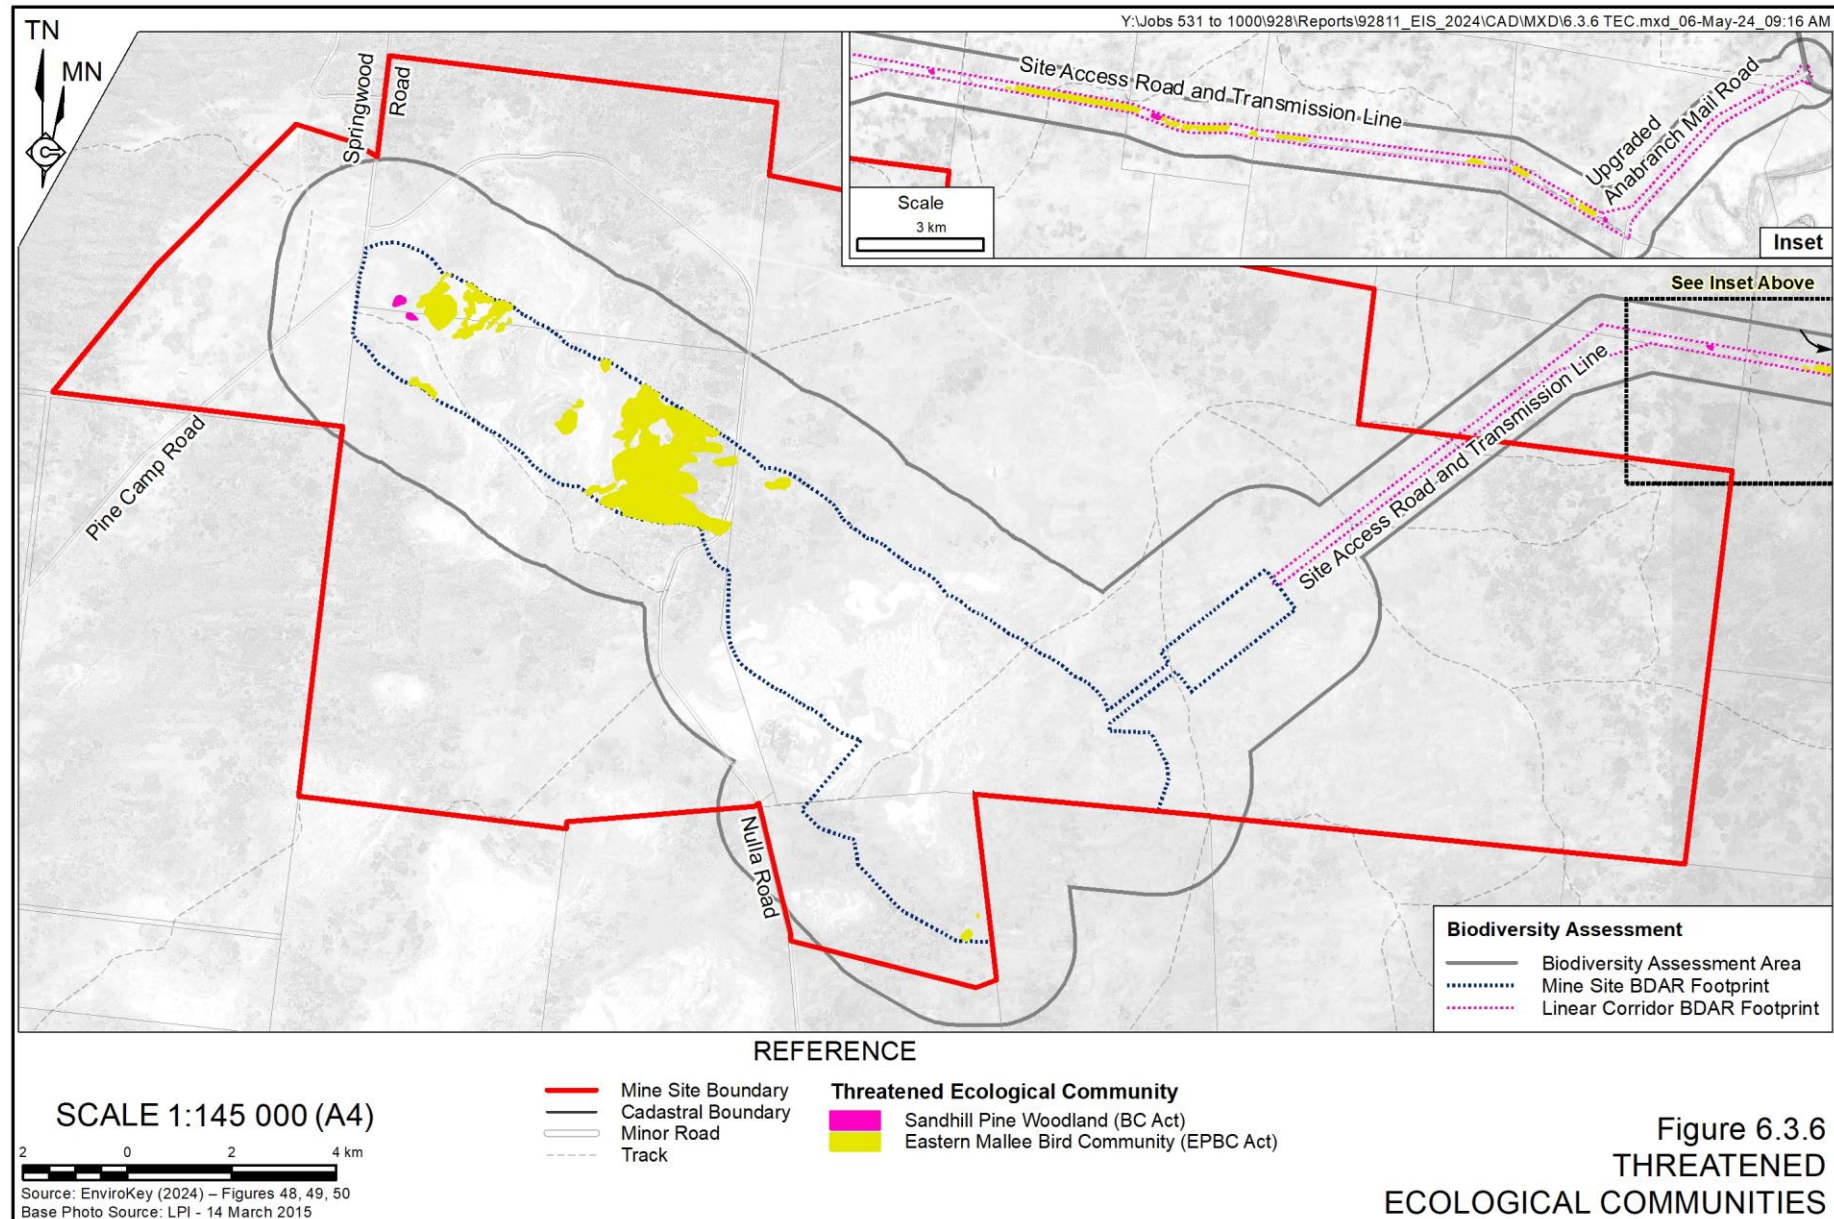 Y:\Jobs 531 to 1000\928\Reports\92811_EIS_2024\CAD\MXD\6.3.6 TEC.mxd_06-May-24_09:16 AM
TN
MN
Springwood
Road
Site Access Road and Transmission Line
Upgraded
Anabranch Mail Road
Scale
3 km
Inset
See Inset Above
Pine Camp Road
Site Access Road and Transmission Line
Nulla Road
Biodiversity Assessment
Biodiversity Assessment Area
Mine Site BDAR Footprint
Linear Corridor BDAR Footprint
REFERENCE
Mine Site Boundary
Cadastral Boundary
Minor Road
Track
Threatened Ecological Community
Sandhill Pine Woodland (BC Act)
Eastern Mallee Bird Community (EPBC Act)
SCALE 1:145 000 (A4)
2 0 2 4 km
Source: EnviroKey (2024) – Figures 48, 49, 50
Base Photo Source: LPI - 14 March 2015
Figure 6.3.6
THREATENED
ECOLOGICAL COMMUNITIES